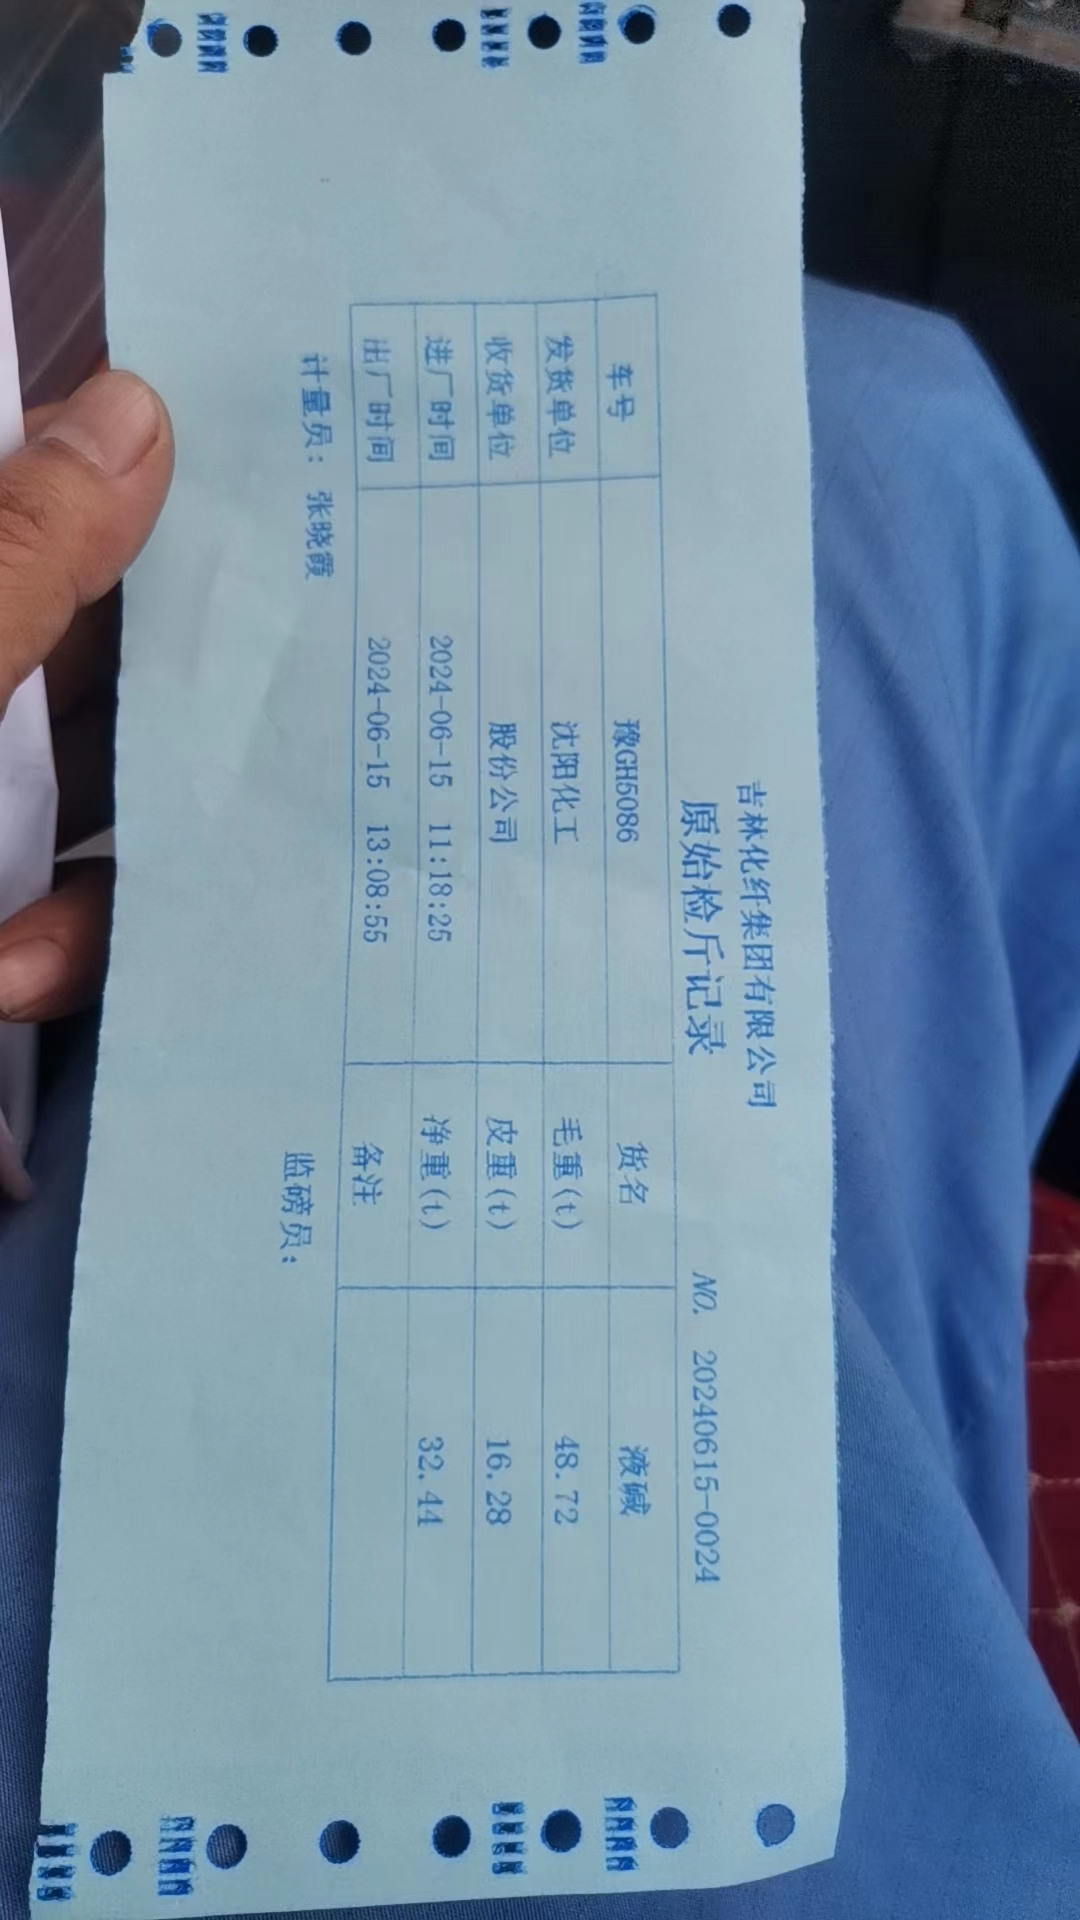 吉林化纤集团有限公司
原始检斤记录
NO. 20240615-0024
车号 豫GH5086 货名 液碱
发货单位 沈阳化工 毛重(t) 48.72
收货单位 股份公司 皮重(t) 16.28
进厂时间 2024-06-15 11:18:25 净重(t) 32.44
出厂时间 2024-06-15 13:08:55 备注
计量员: 张晓霞 监磅员: